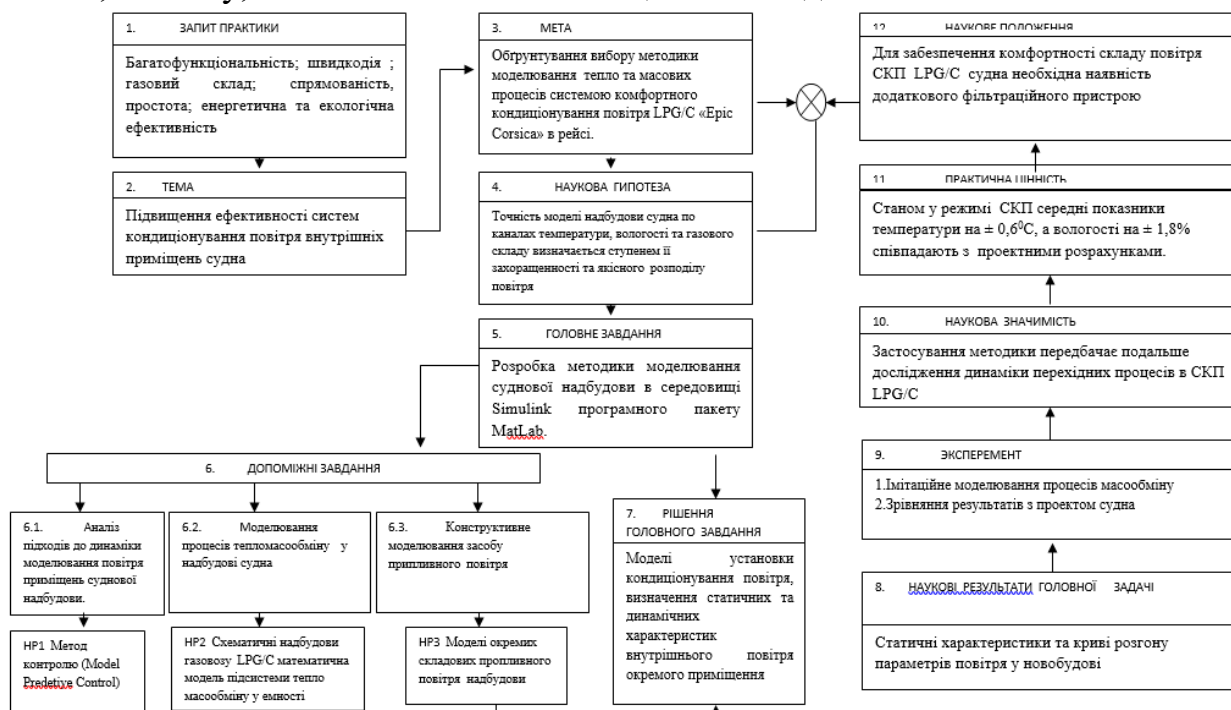 1. ЗАПИТ ПРАКТИКИ
Багатофункціональність; швидкодія ;
газовий склад; спрямованість,
простота; енергетична та екологічна
ефективність
2. ТЕМА
Підвищення ефективності систем
кондиціонування повітря внутрішніх
приміщень судна
3. МЕТА
Обґрунтування вибору методики
моделювання тепло та масових
процесів системою комфортного
кондиціонування повітря LPG/C «Epic
Corsica» в рейсі.
4. НАУКОВА ГІПОТЕЗА
Точність моделі надбудови судна по
каналах температури, вологості та газового
складу визначається ступенем її
захоращенності та якісного розподілу
повітря
5. ГОЛОВНЕ ЗАВДАННЯ
Розробка методики моделювання
суднової надбудови в середовищі
Simulink програмного пакету
MatLab.
6. ДОПОМІЖНІ ЗАВДАННЯ
6.1. Аналіз
підходів до динаміки
моделювання повітря
приміщень суднової
надбудови.
6.2. Моделювання
процесів тепломасообміну у
надбудові судна
6.3. Конструктивне
моделювання засобу
припливного повітря
НР1 Метод
контролю (Model
Predetive Control)
НР2 Схематичні надбудови
газовозу LPG/C математична
модель підсистеми тепло
масообміну у емності
НР3 Моделі окремих
складових пропливного
повітря надбудови
7. РІШЕННЯ
ГОЛОВНОГО ЗАВДАННЯ
Моделі установки
кондиціонування повітря,
визначення статичних та
динамічних
характеристик
внутрішнього повітря
окремого приміщення
12. НАУКОВЕ ПОЛОЖЕННЯ
Для забезпечення комфортності складу повітря
СКП LPG/C судна необхідна наявність
додаткового фільтраційного пристрою
11. ПРАКТИЧНА ЦІННІСТЬ
Станом у режимі СКП середні показники
температури на ± 0,6⁰С, а вологості на ± 1,8%
співпадають з проектними розрахунками.
10. НАУКОВА ЗНАЧИМІСТЬ
Застосування методики передбачає подальше
дослідження динаміки перехідних процесів в СКП
LPG/C
9. ЭКСПЕРЕМЕНТ
1.Імітаційне моделювання процесів масообміну
2.Зрівняння результатів з проектом судна
8. НАУКОВІ РЕЗУЛЬТАТИ ГОЛОВНОЇ ЗАДАЧІ
Статичні характеристики та криві розгону
параметрів повітря у новобудові